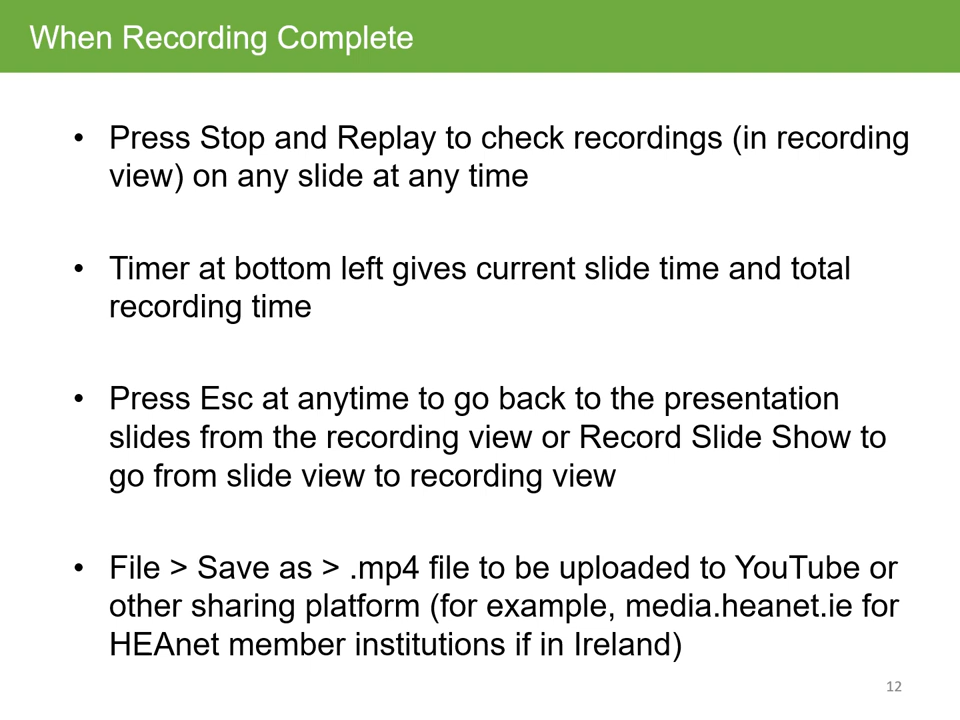 When Recording Complete
• Press Stop and Replay to check recordings (in recording
view) on any slide at any time
• Timer at bottom left gives current slide time and total
recording time
• Press Esc at anytime to go back to the presentation
slides from the recording view or Record Slide Show to
go from slide view to recording view
• File > Save as > .mp4 file to be uploaded to YouTube or
other sharing platform (for example, media.heanet.ie for
HEAnet member institutions if in Ireland)
12